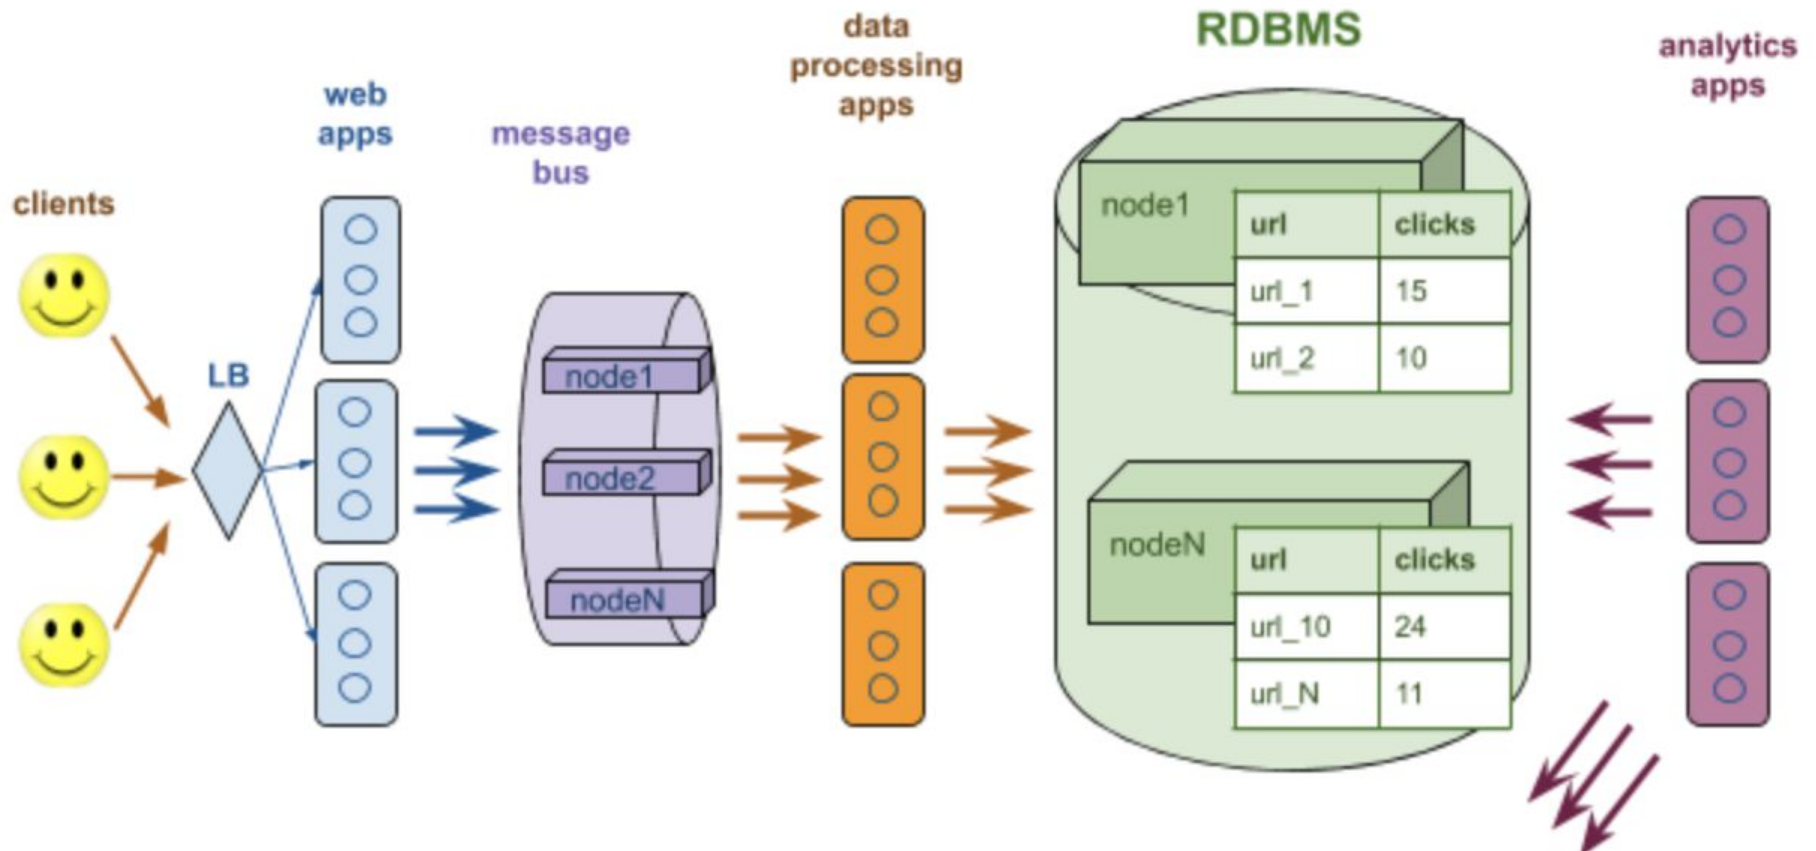 clients
LB
web
apps
message
bus
node1
node2
nodeN
data
processing
apps
RDBMS
node1
url clicks
url_1 15
url_2 10
nodeN
url clicks
url_10 24
url_N 11
analytics
apps